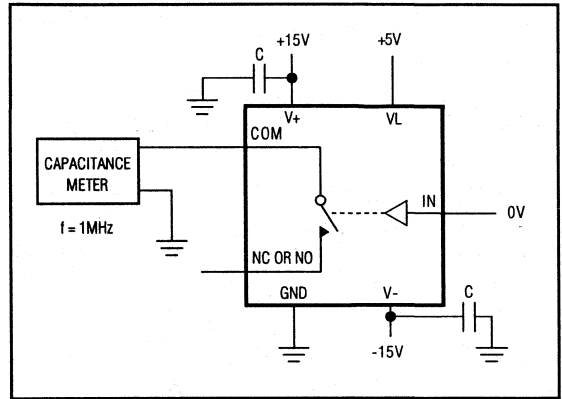 +15V
+5V
C
V+
VL
COM
CAPACITANCE
METER
f = 1MHz
IN
0V
NC OR NO
GND
V-
C
-15V